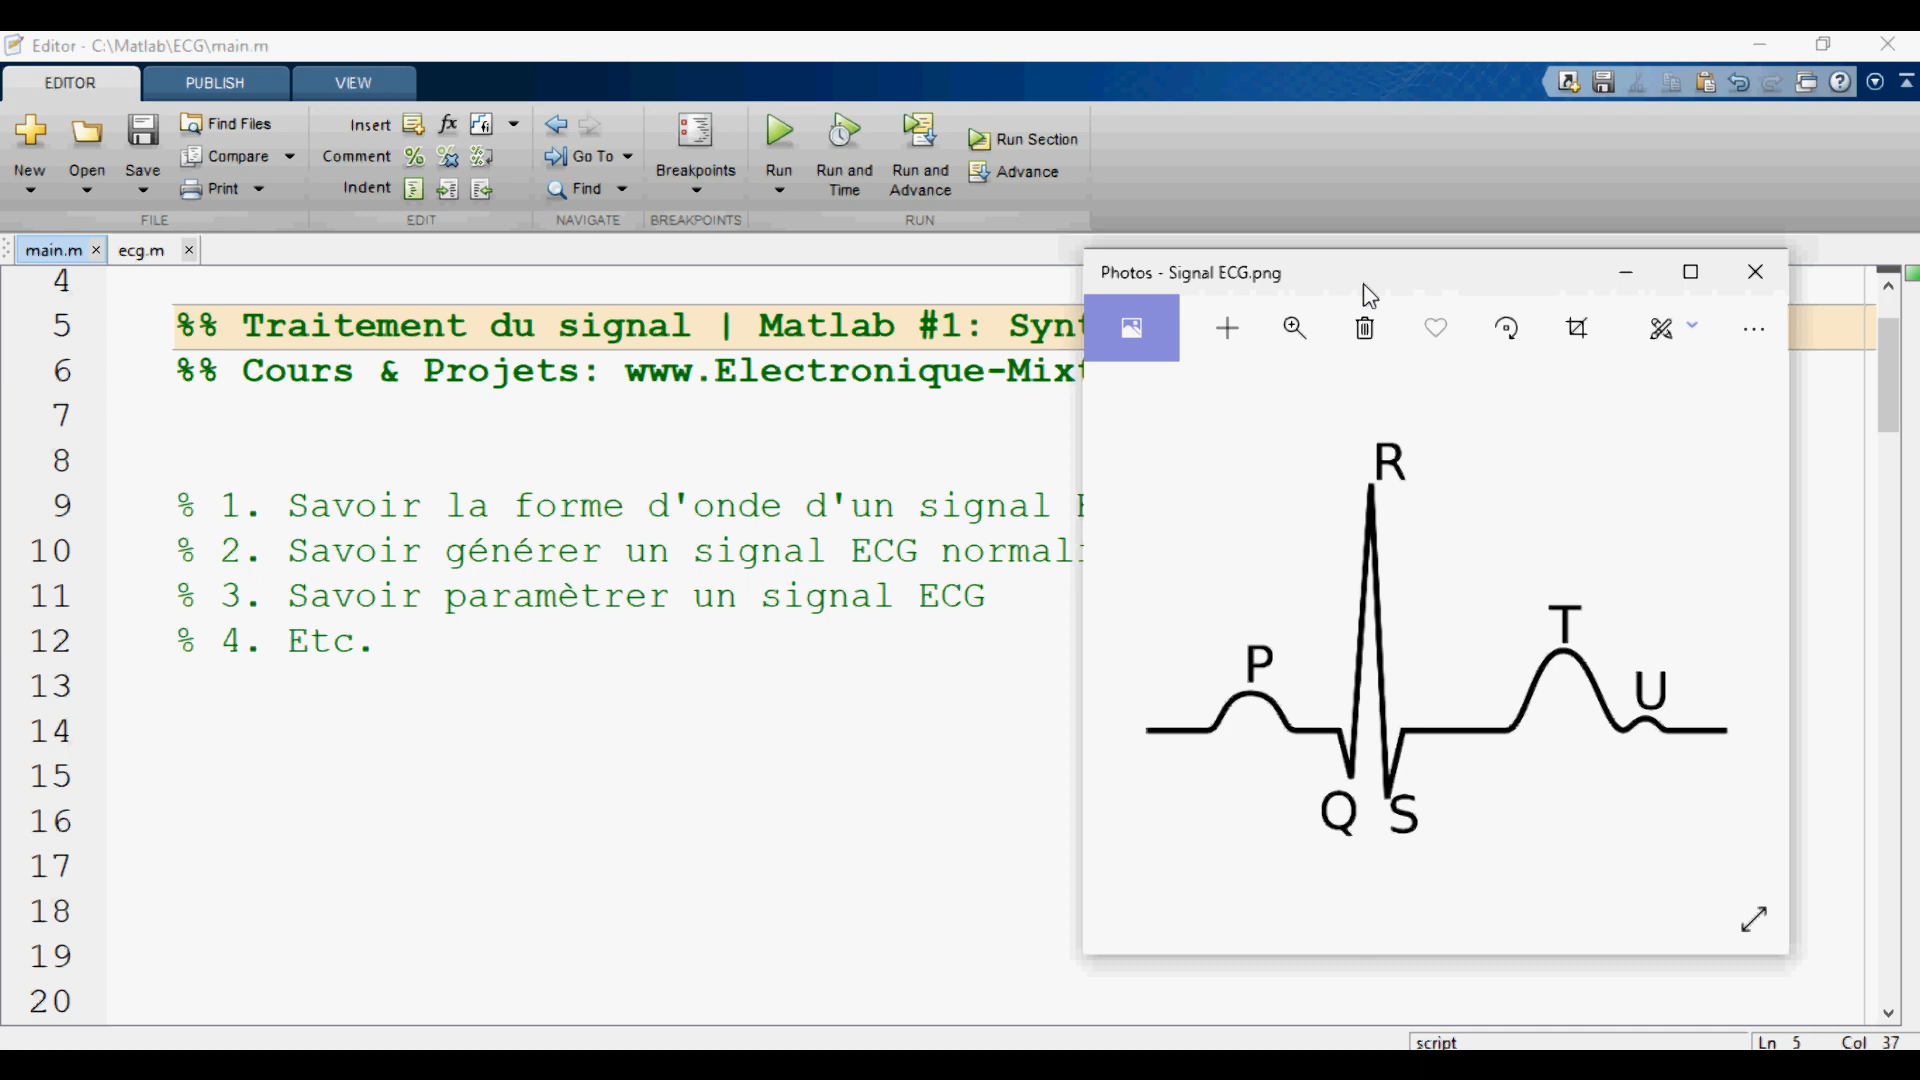 Editor - C:\Matlab\ECG\main.m
EDITOR PUBLISH VIEW
New
Open
Save
Find Files
Compare
Print
FILE
Insert
Comment
Indent
EDIT
Go To
Find
NAVIGATE
Breakpoints
BREAKPOINTS
Run
Run and Time
Run and Advance
Run Section
Advance
RUN
main.m ecg.m
4
5 %% Traitement du signal | Matlab #1: Syn
6 %% Cours & Projets: www.Electronique-Mix
7
8
9 % 1. Savoir la forme d'onde d'un signal
10 % 2. Savoir générer un signal ECG normal
11 % 3. Savoir paramètrer un signal ECG
12 % 4. Etc.
13
14
15
16
17
18
19
20
Photos - Signal ECG.png
R
T
P
U
Q S
script Ln 5 Col 37